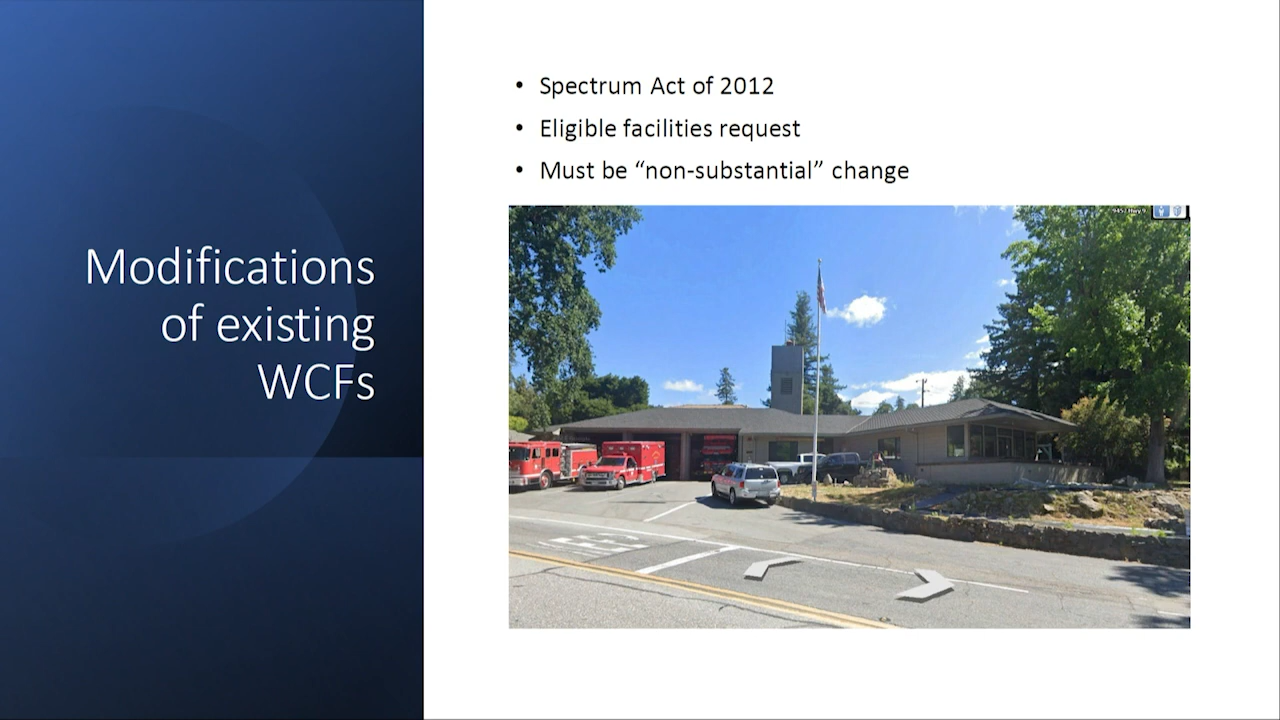 Modifications
of existing
WCFs
• Spectrum Act of 2012
• Eligible facilities request
• Must be “non-substantial” change